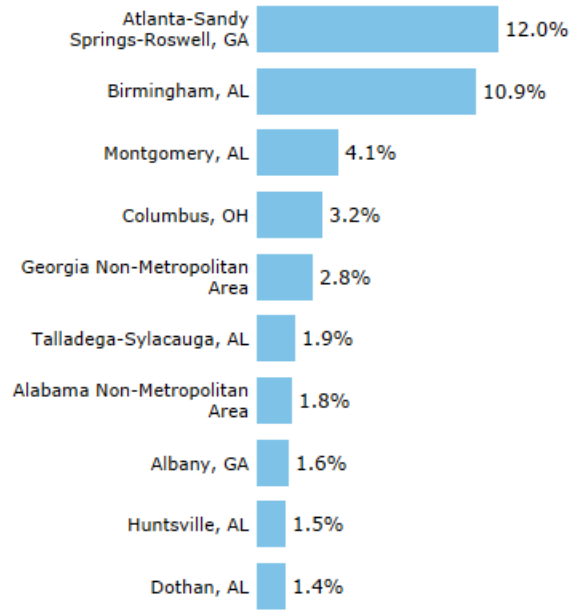 Atlanta-Sandy
Springs-Roswell, GA
12.0%
Birmingham, AL
10.9%
Montgomery, AL
4.1%
Columbus, OH
3.2%
Georgia Non-Metropolitan
Area
2.8%
Talladega-Sylacauga, AL
1.9%
Alabama Non-Metropolitan
Area
1.8%
Albany, GA
1.6%
Huntsville, AL
1.5%
Dothan, AL
1.4%